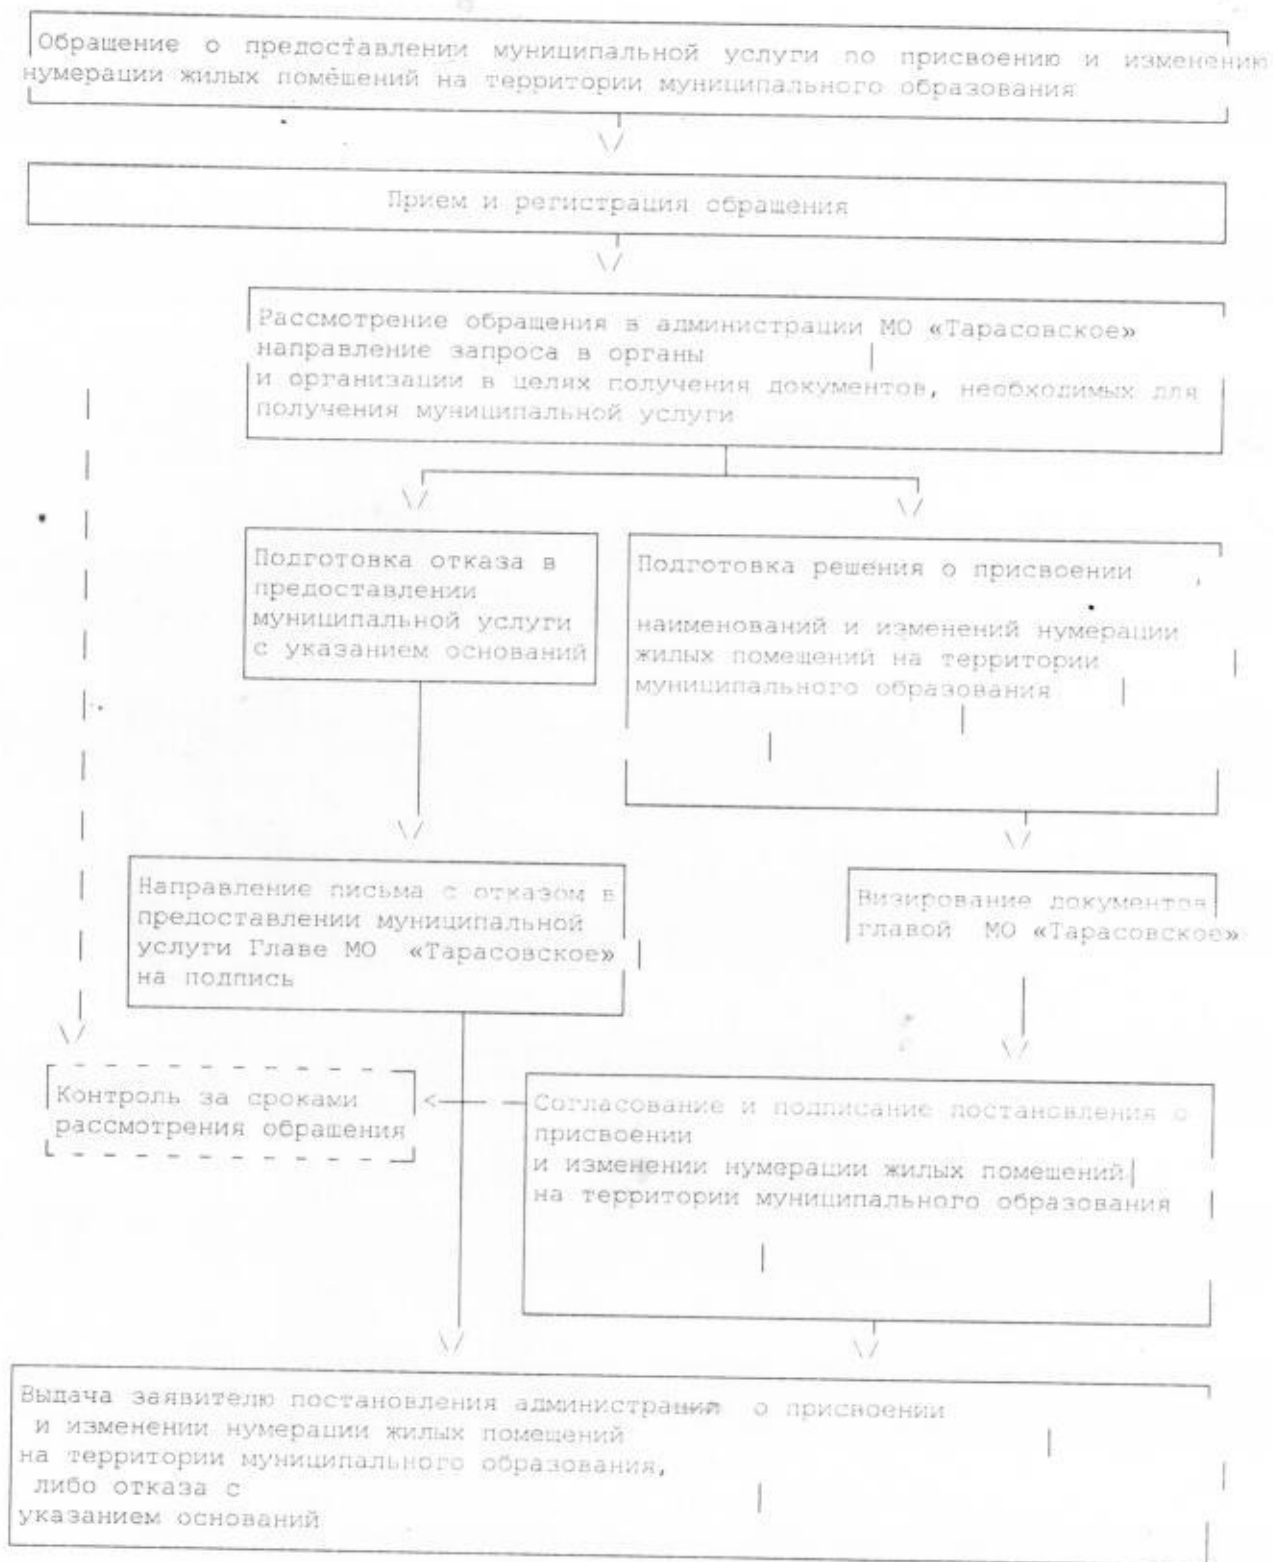 Обращение о предоставлении муниципальной услуги по присвоению и изменению
нумерации жилых помещений на территории муниципального образования
Прием и регистрация обращения
Рассмотрение обращения в администрации МО «Тарасовское»
направление запроса в органы
и организации в целях получения документов, необходимых для
получения муниципальной услуги
Подготовка отказа в
предоставлении
муниципальной услуги
с указанием оснований
Подготовка решения о присвоении
наименований и изменений нумерации
жилых помещений на территории
муниципального образования
Направление письма с отказом в
предоставлении муниципальной
услуги Главе МО «Тарасовское»
на подпись
Визирование документов
главой МО «Тарасовское»
Контроль за сроками
рассмотрения обращения
Согласование и подписание постановления о
присвоении
и изменении нумерации жилых помещений
на территории муниципального образования
Выдача заявителю постановления администраций о присвоении
и изменении нумерации жилых помещений
на территории муниципального образования,
либо отказа с
указанием оснований